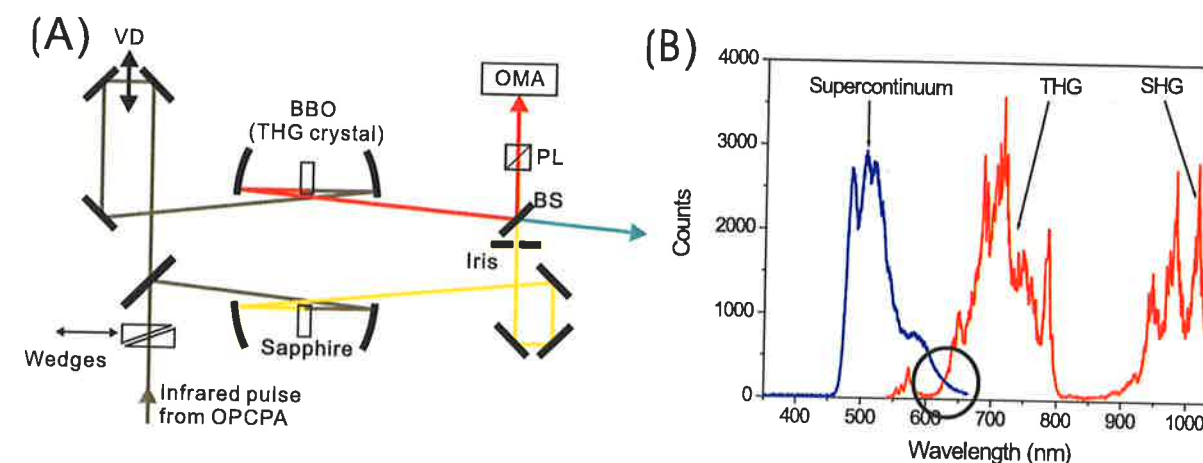 (A)
VD
BBO
(THG crystal)
OMA
PL
BS
Iris
Sapphire
Wedges
Infrared pulse
from OPCPA
(B)
4000
3000
2000
1000
0
Counts
Supercontinuum
THG
SHG
400 500 600 700 800 900 1000
Wavelength (nm)